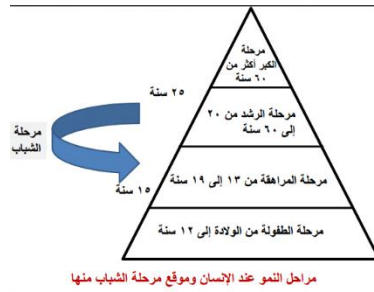 مرحلة
الكبر أكثر من
٦٠ سنة
٢٥ سنة
مرحلة الرشد من ٢٠
إلى ٦٠ سنة
مرحلة
الشباب
مرحلة المراهقة من ١٣ إلى ١٩ سنة
١٥ سنة
مرحلة الطفولة من الولادة إلى ١٢ سنة
مراحل النمو عند الإنسان وموقع مرحلة الشباب منها